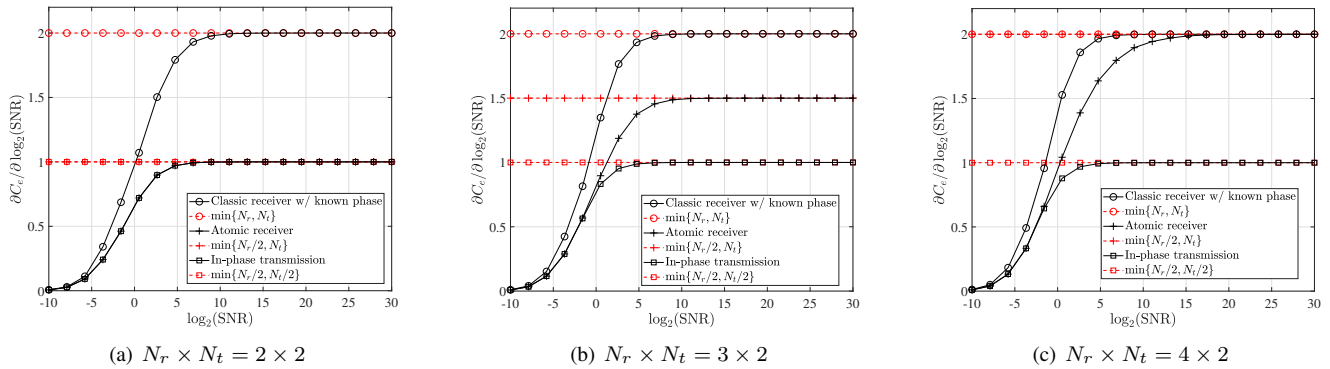 2
1.5
1
0.5
0
-10 -5 0 5 10 15 20 25 30
∂C_e/∂ log₂(SNR)
log₂(SNR)
Classic receiver w/ known phase
min{N_r, N_t}
Atomic receiver
min{N_r/2, N_t}
In-phase transmission
min{N_r/2, N_t/2}
(a) N_r × N_t = 2 × 2
2
1.5
1
0.5
0
-10 -5 0 5 10 15 20 25 30
∂C_e/∂ log₂(SNR)
log₂(SNR)
Classic receiver w/ known phase
min{N_r, N_t}
Atomic receiver
min{N_r/2, N_t}
In-phase transmission
min{N_r/2, N_t/2}
(b) N_r × N_t = 3 × 2
2
1.5
1
0.5
0
-10 -5 0 5 10 15 20 25 30
∂C_e/∂ log₂(SNR)
log₂(SNR)
Classic receiver w/ known phase
min{N_r, N_t}
Atomic receiver
min{N_r/2, N_t}
In-phase transmission
min{N_r/2, N_t/2}
(c) N_r × N_t = 4 × 2